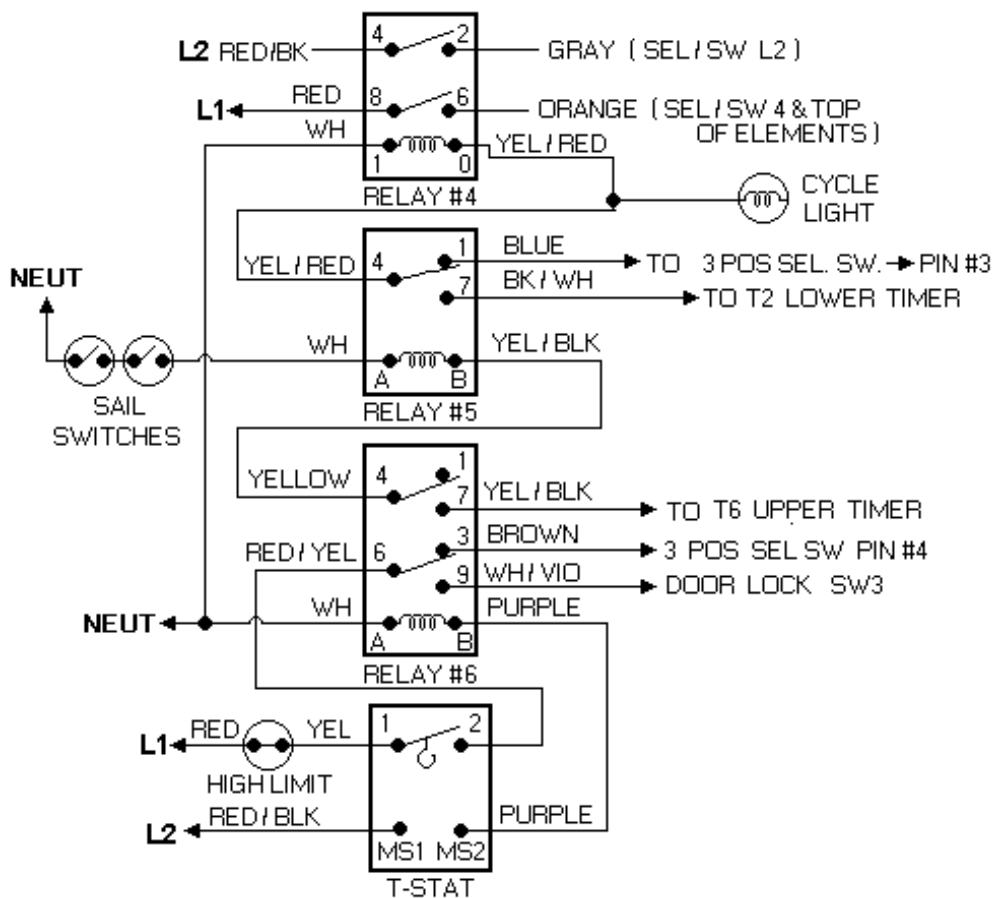 L2 RED/BK
4
2
GRAY (SEL/SW L2)
L1
RED
8
6
ORANGE (SEL/SW 4 & TOP
OF ELEMENTS)
WH
1
0
YEL/RED
RELAY #4
CYCLE
LIGHT
YEL/RED
4
1
BLUE
TO 3 POS SEL. SW.
PIN #3
7
BK/WH
TO T2 LOWER TIMER
NEUT
WH
A
B
YEL/BLK
RELAY #5
SAIL
SWITCHES
YELLOW
4
1
7
YEL/BLK
TO T6 UPPER TIMER
RED/YEL
6
3
BROWN
3 POS SEL SW PIN #4
9
WH/VIO
DOOR LOCK SW3
NEUT
WH
A
B
PURPLE
RELAY #6
L1
RED
YEL
1
2
HIGH LIMIT
L2
RED/BLK
MS1
MS2
PURPLE
T-STAT